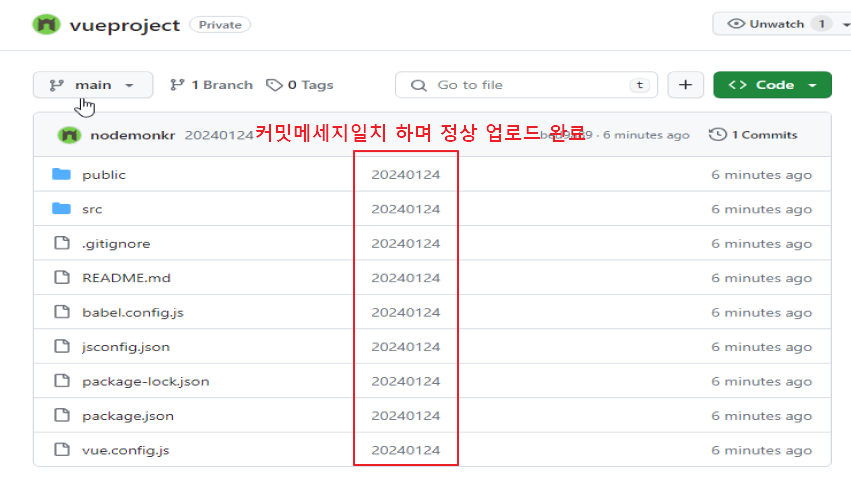 vueproject Private Unwatch 1
main 1 Branch 0 Tags Go to file t + <> Code
nodemonkr 20240124 커밋메세지일치 하며 정상 업로드 완료 · 6 minutes ago 1 Commits
public 20240124 6 minutes ago
src 20240124 6 minutes ago
.gitignore 20240124 6 minutes ago
README.md 20240124 6 minutes ago
babel.config.js 20240124 6 minutes ago
jsconfig.json 20240124 6 minutes ago
package-lock.json 20240124 6 minutes ago
package.json 20240124 6 minutes ago
vue.config.js 20240124 6 minutes ago